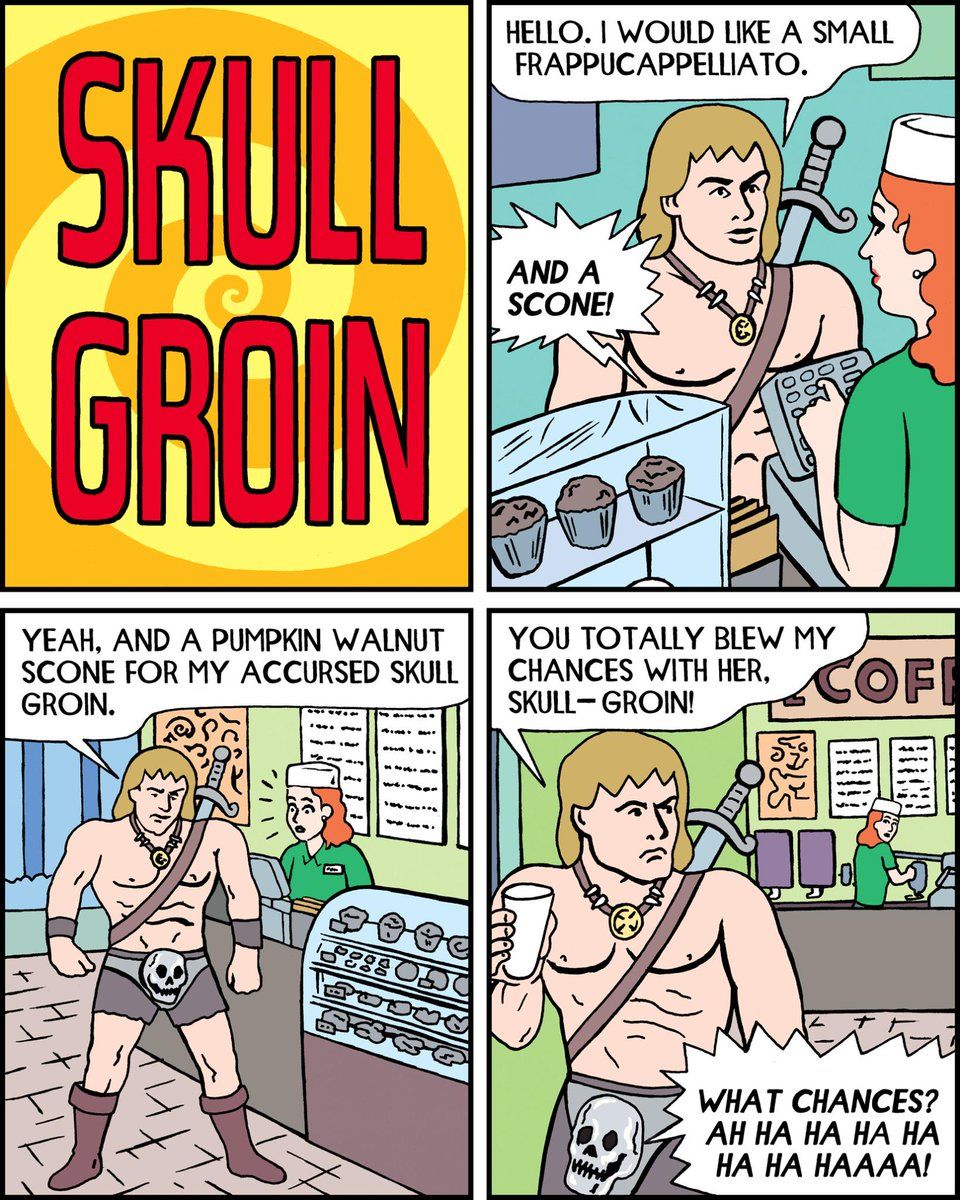 SKULL
GROIN
HELLO. I WOULD LIKE A SMALL
FRAPPUCAPPELLIATO.
AND A
SCONE!
YEAH, AND A PUMPKIN WALNUT
SCONE FOR MY ACCURSED SKULL
GROIN.
YOU TOTALLY BLEW MY
CHANCES WITH HER,
SKULL-GROIN!
COFF
WHAT CHANCES?
AH HA HA HA HA
HA HA HAAAA!